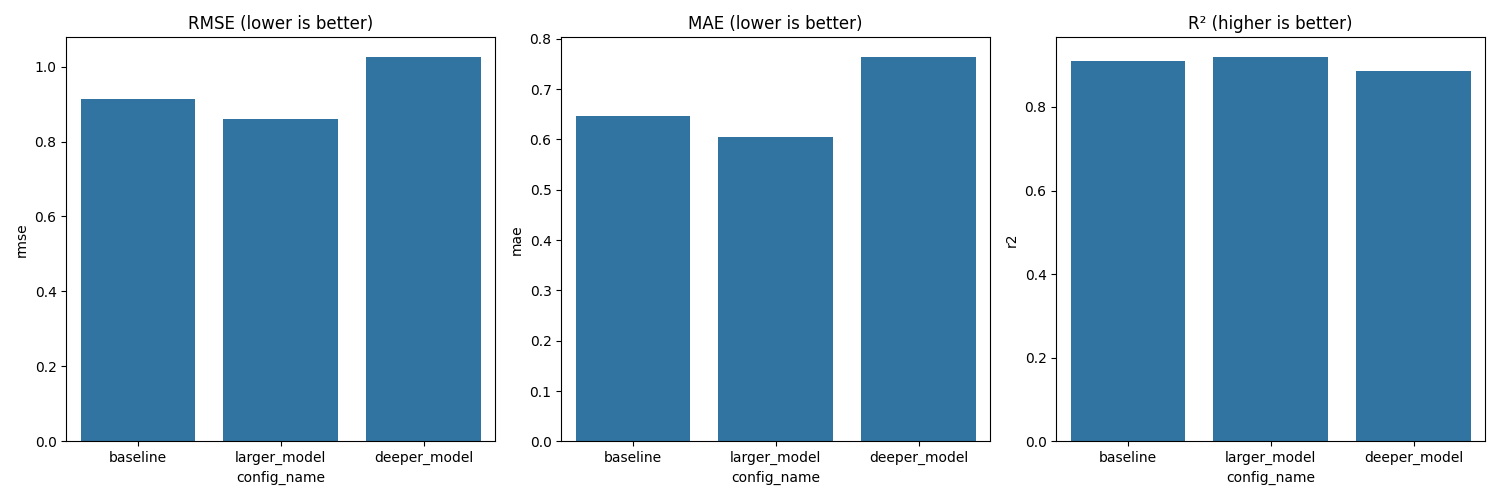 RMSE (lower is better)
1.0
0.8
0.6
0.4
0.2
0.0
rmse
baseline larger_model deeper_model
config_name
MAE (lower is better)
0.8
0.7
0.6
0.5
0.4
0.3
0.2
0.1
0.0
mae
baseline larger_model deeper_model
config_name
R² (higher is better)
0.8
0.6
0.4
0.2
0.0
r2
baseline larger_model deeper_model
config_name